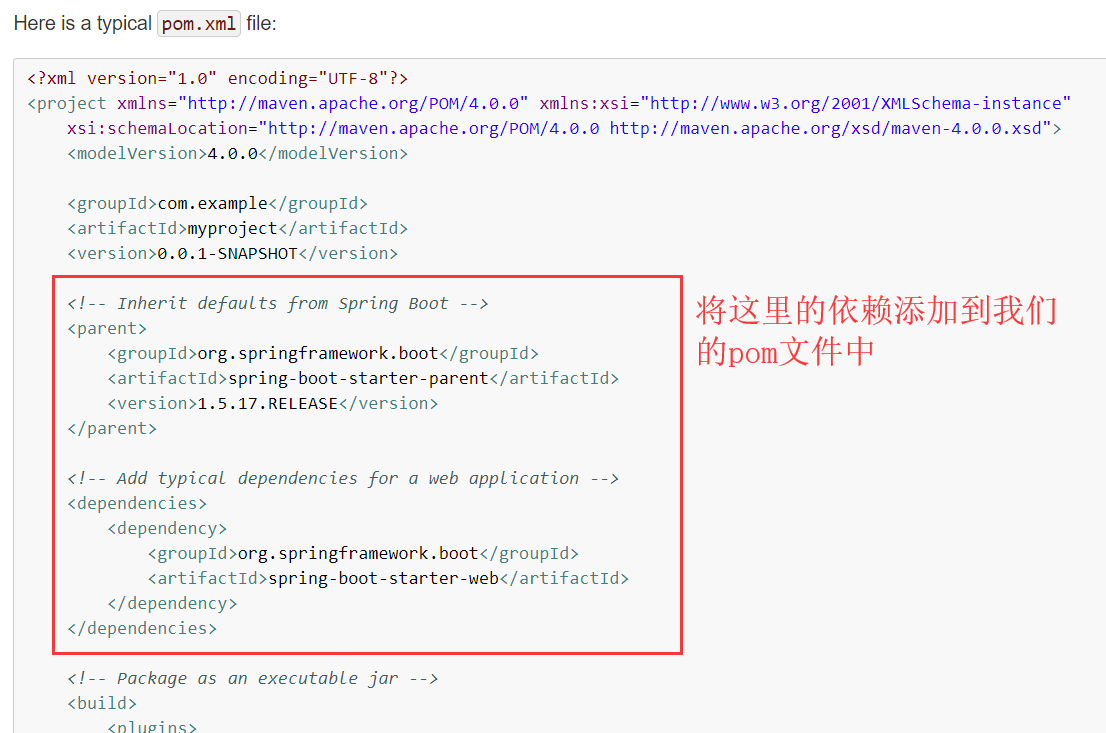 Here is a typical pom.xml file:
<?xml version="1.0" encoding="UTF-8"?>
<project xmlns="http://maven.apache.org/POM/4.0.0" xmlns:xsi="http://www.w3.org/2001/XMLSchema-instance"
    xsi:schemaLocation="http://maven.apache.org/POM/4.0.0 http://maven.apache.org/xsd/maven-4.0.0.xsd">
    <modelVersion>4.0.0</modelVersion>
    <groupId>com.example</groupId>
    <artifactId>myproject</artifactId>
    <version>0.0.1-SNAPSHOT</version>
    <!-- Inherit defaults from Spring Boot -->
    <parent>
        <groupId>org.springframework.boot</groupId>
        <artifactId>spring-boot-starter-parent</artifactId>
        <version>1.5.17.RELEASE</version>
    </parent>
    <!-- Add typical dependencies for a web application -->
    <dependencies>
        <dependency>
            <groupId>org.springframework.boot</groupId>
            <artifactId>spring-boot-starter-web</artifactId>
        </dependency>
    </dependencies>
将这里的依赖添加到我们
的pom文件中
    <!-- Package as an executable jar -->
    <build>
        <plugins>